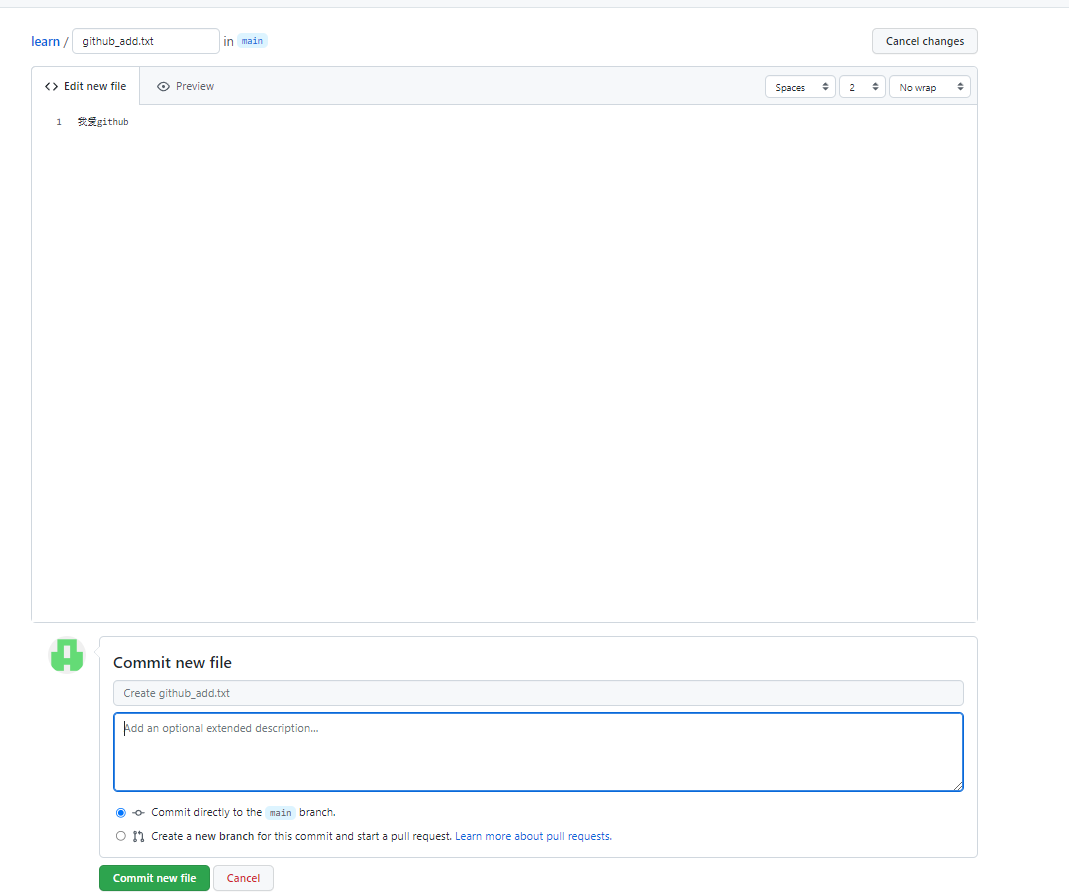 learn / github_add.txt in main Cancel changes
Edit new file Preview Spaces 2 No wrap
1 我爱github
Commit new file
Create github_add.txt
Add an optional extended description...
Commit directly to the main branch.
Create a new branch for this commit and start a pull request. Learn more about pull requests.
Commit new file Cancel